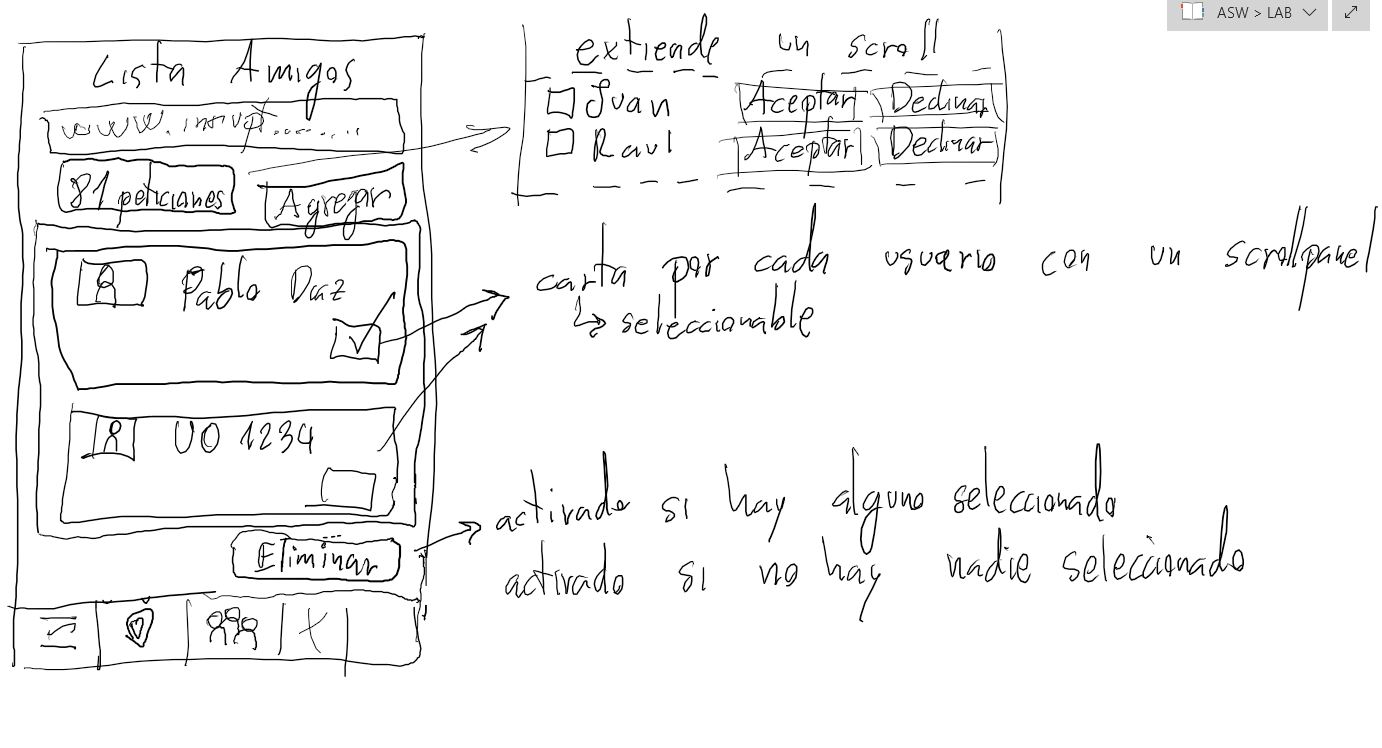 ASW > LAB
Lista Amigos
www.inrupt........
81 peticiones
Agregar
Pablo Diaz
UO 1234
Eliminar
extiende un scroll
Juan Aceptar Declinar
Raul Aceptar Declinar
carta por cada usuario con un scrollpanel
seleccionable
activado si hay alguno seleccionado
activado si no hay nadie seleccionado